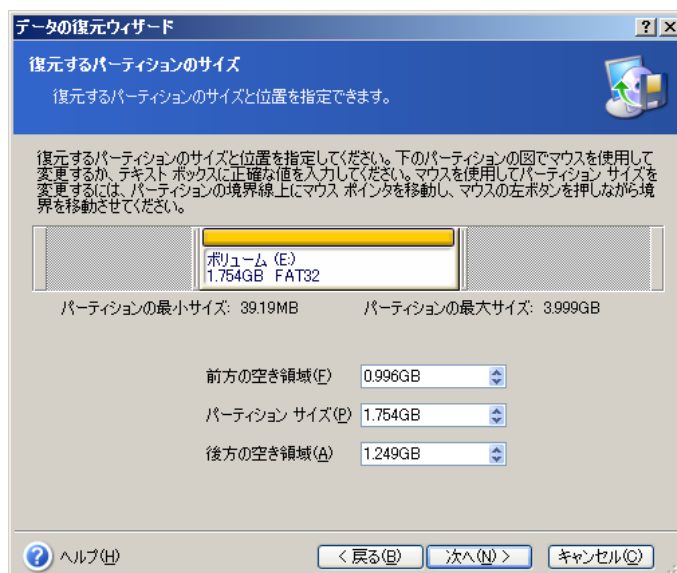 データの復元ウィザード
復元するパーティションのサイズ
復元するパーティションのサイズと位置を指定できます。
復元するパーティションのサイズと位置を指定してください。下のパーティションの図でマウスを使用して
変更するか、テキスト ボックスに正確な値を入力してください。マウスを使用してパーティション サイズを
変更するには、パーティションの境界線上にマウス ポインタを移動し、マウスの左ボタンを押しながら境
界を移動させてください。
ボリューム (E:)
1.754GB FAT32
パーティションの最小サイズ: 39.19MB パーティションの最大サイズ: 3.999GB
前方の空き領域(F) 0.996GB
パーティション サイズ(P) 1.754GB
後方の空き領域(A) 1.249GB
ヘルプ(H) < 戻る(B) 次へ(N) > キャンセル(C)